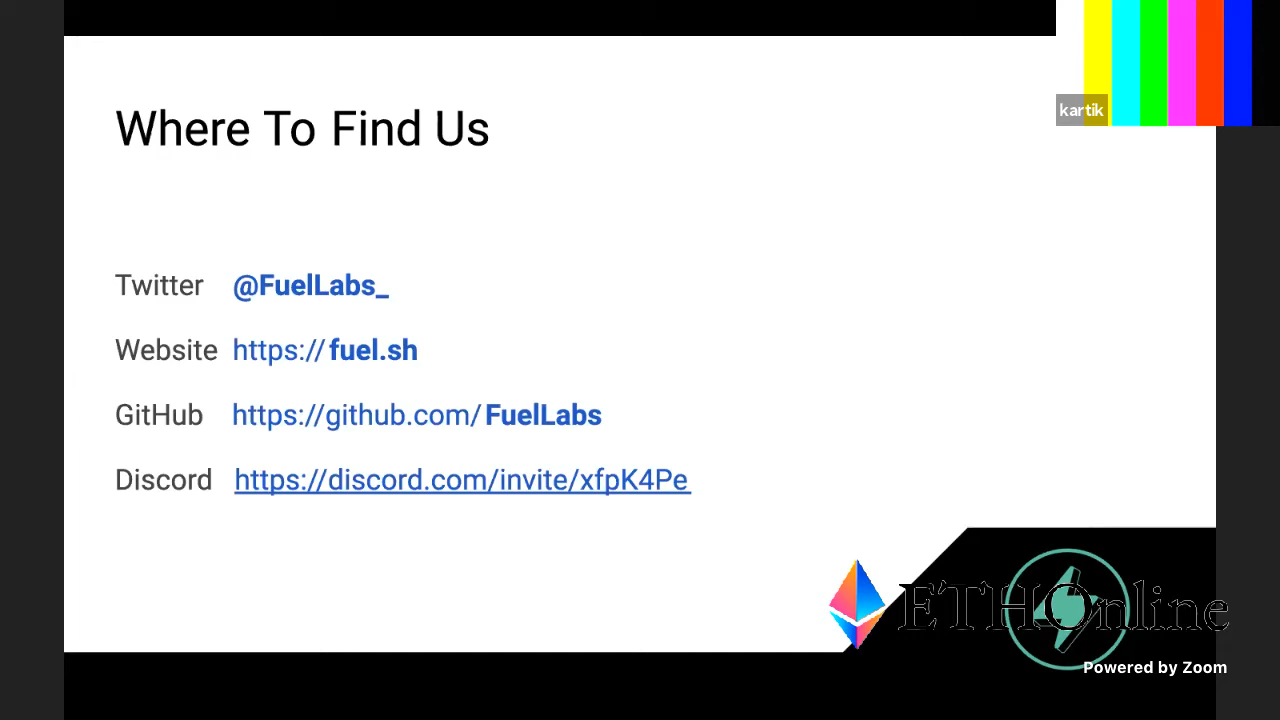 kartik
Where To Find Us
Twitter @FuelLabs_
Website https://fuel.sh
GitHub https://github.com/FuelLabs
Discord https://discord.com/invite/xfpK4Pe
ETHOnline
Powered by Zoom